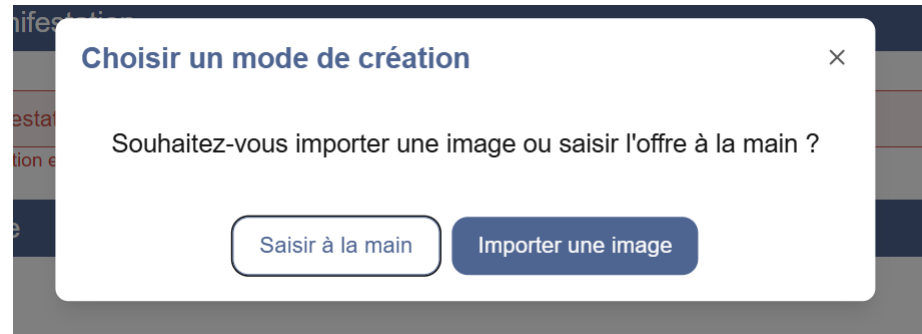 Choisir un mode de création
Souhaitez-vous importer une image ou saisir l'offre à la main ?
Saisir à la main
Importer une image